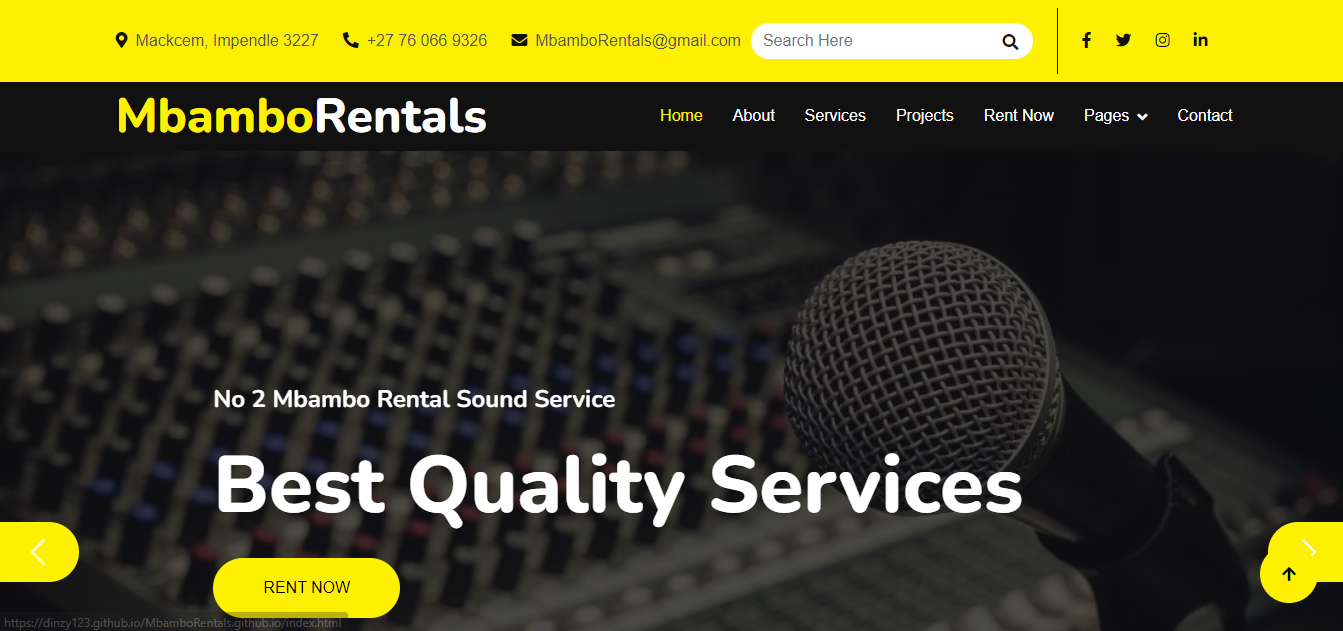 Mackcem, Impendle 3227 +27 76 066 9326 MbamboRentals@gmail.com Search Here
MbamboRentals Home About Services Projects Rent Now Pages Contact
No 2 Mbambo Rental Sound Service
Best Quality Services
RENT NOW
https://dinzy123.github.io/MbamboRentals.github.io/index.html